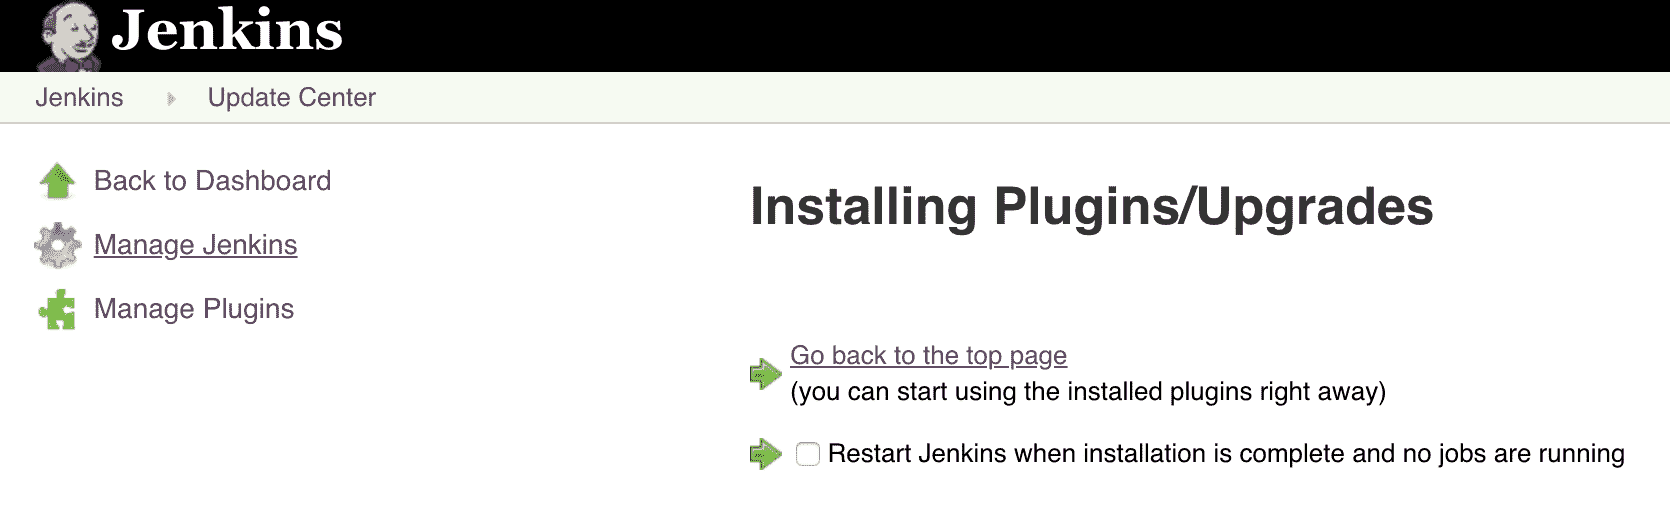 Jenkins
Jenkins Update Center
Back to Dashboard
Manage Jenkins
Manage Plugins
Installing Plugins/Upgrades
Go back to the top page
(you can start using the installed plugins right away)
Restart Jenkins when installation is complete and no jobs are running